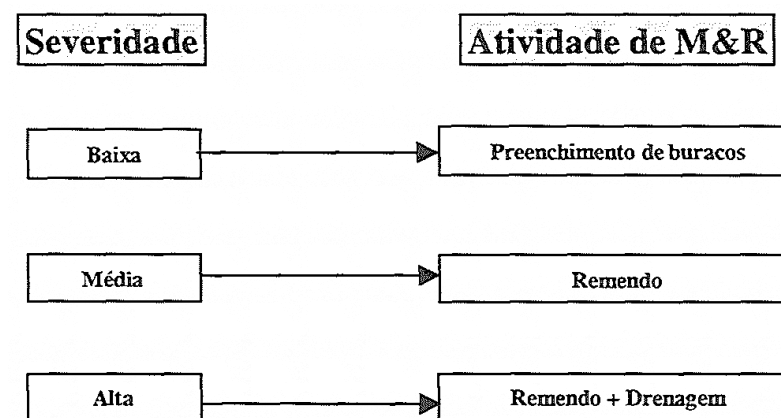 Severidade Atividade de M&R
Baixa Preenchimento de buracos
Média Remendo
Alta Remendo + Drenagem